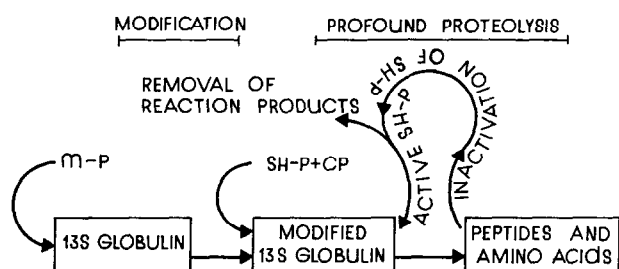 MODIFICATION
PROFOUND PROTEOLYSIS
REMOVAL OF
REACTION PRODUCTS
INACTIVATION OF SH-P
ACTIVE SH-P
m-P
SH-P+CP
13S GLOBULIN
MODIFIED
13S GLOBULIN
PEPTIDES AND
AMINO ACIDS